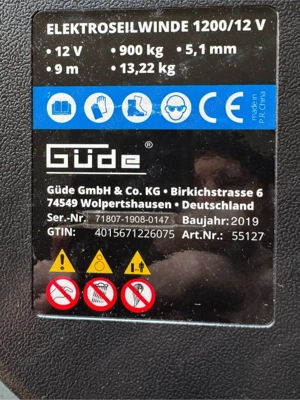 ELEKTROSEILWINDE 1200/12 V
• 12 V • 900 kg • 5,1 mm
• 9 m • 13,22 kg
CE
made in
P.R. China
Güde®
Güde GmbH & Co. KG • Birkichstrasse 6
74549 Wolpertshausen • Deutschland
Ser.-Nr. 71807-1908-0147 Baujahr: 2019
GTIN: 4015671226075 Art.Nr.: 55127